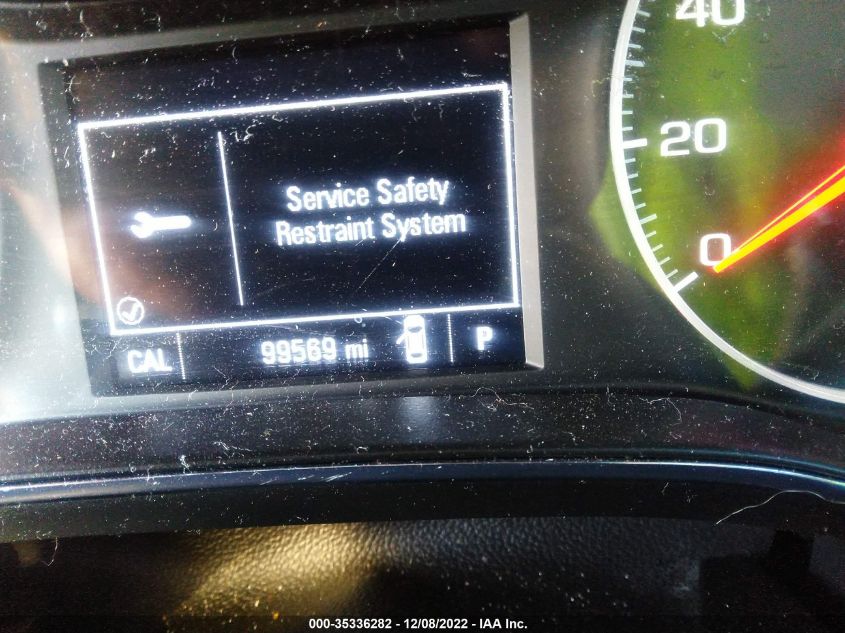 40
20
0
Service Safety
Restraint System
CAL 99569 mi P
000-35336282 - 12/08/2022 - IAA Inc.